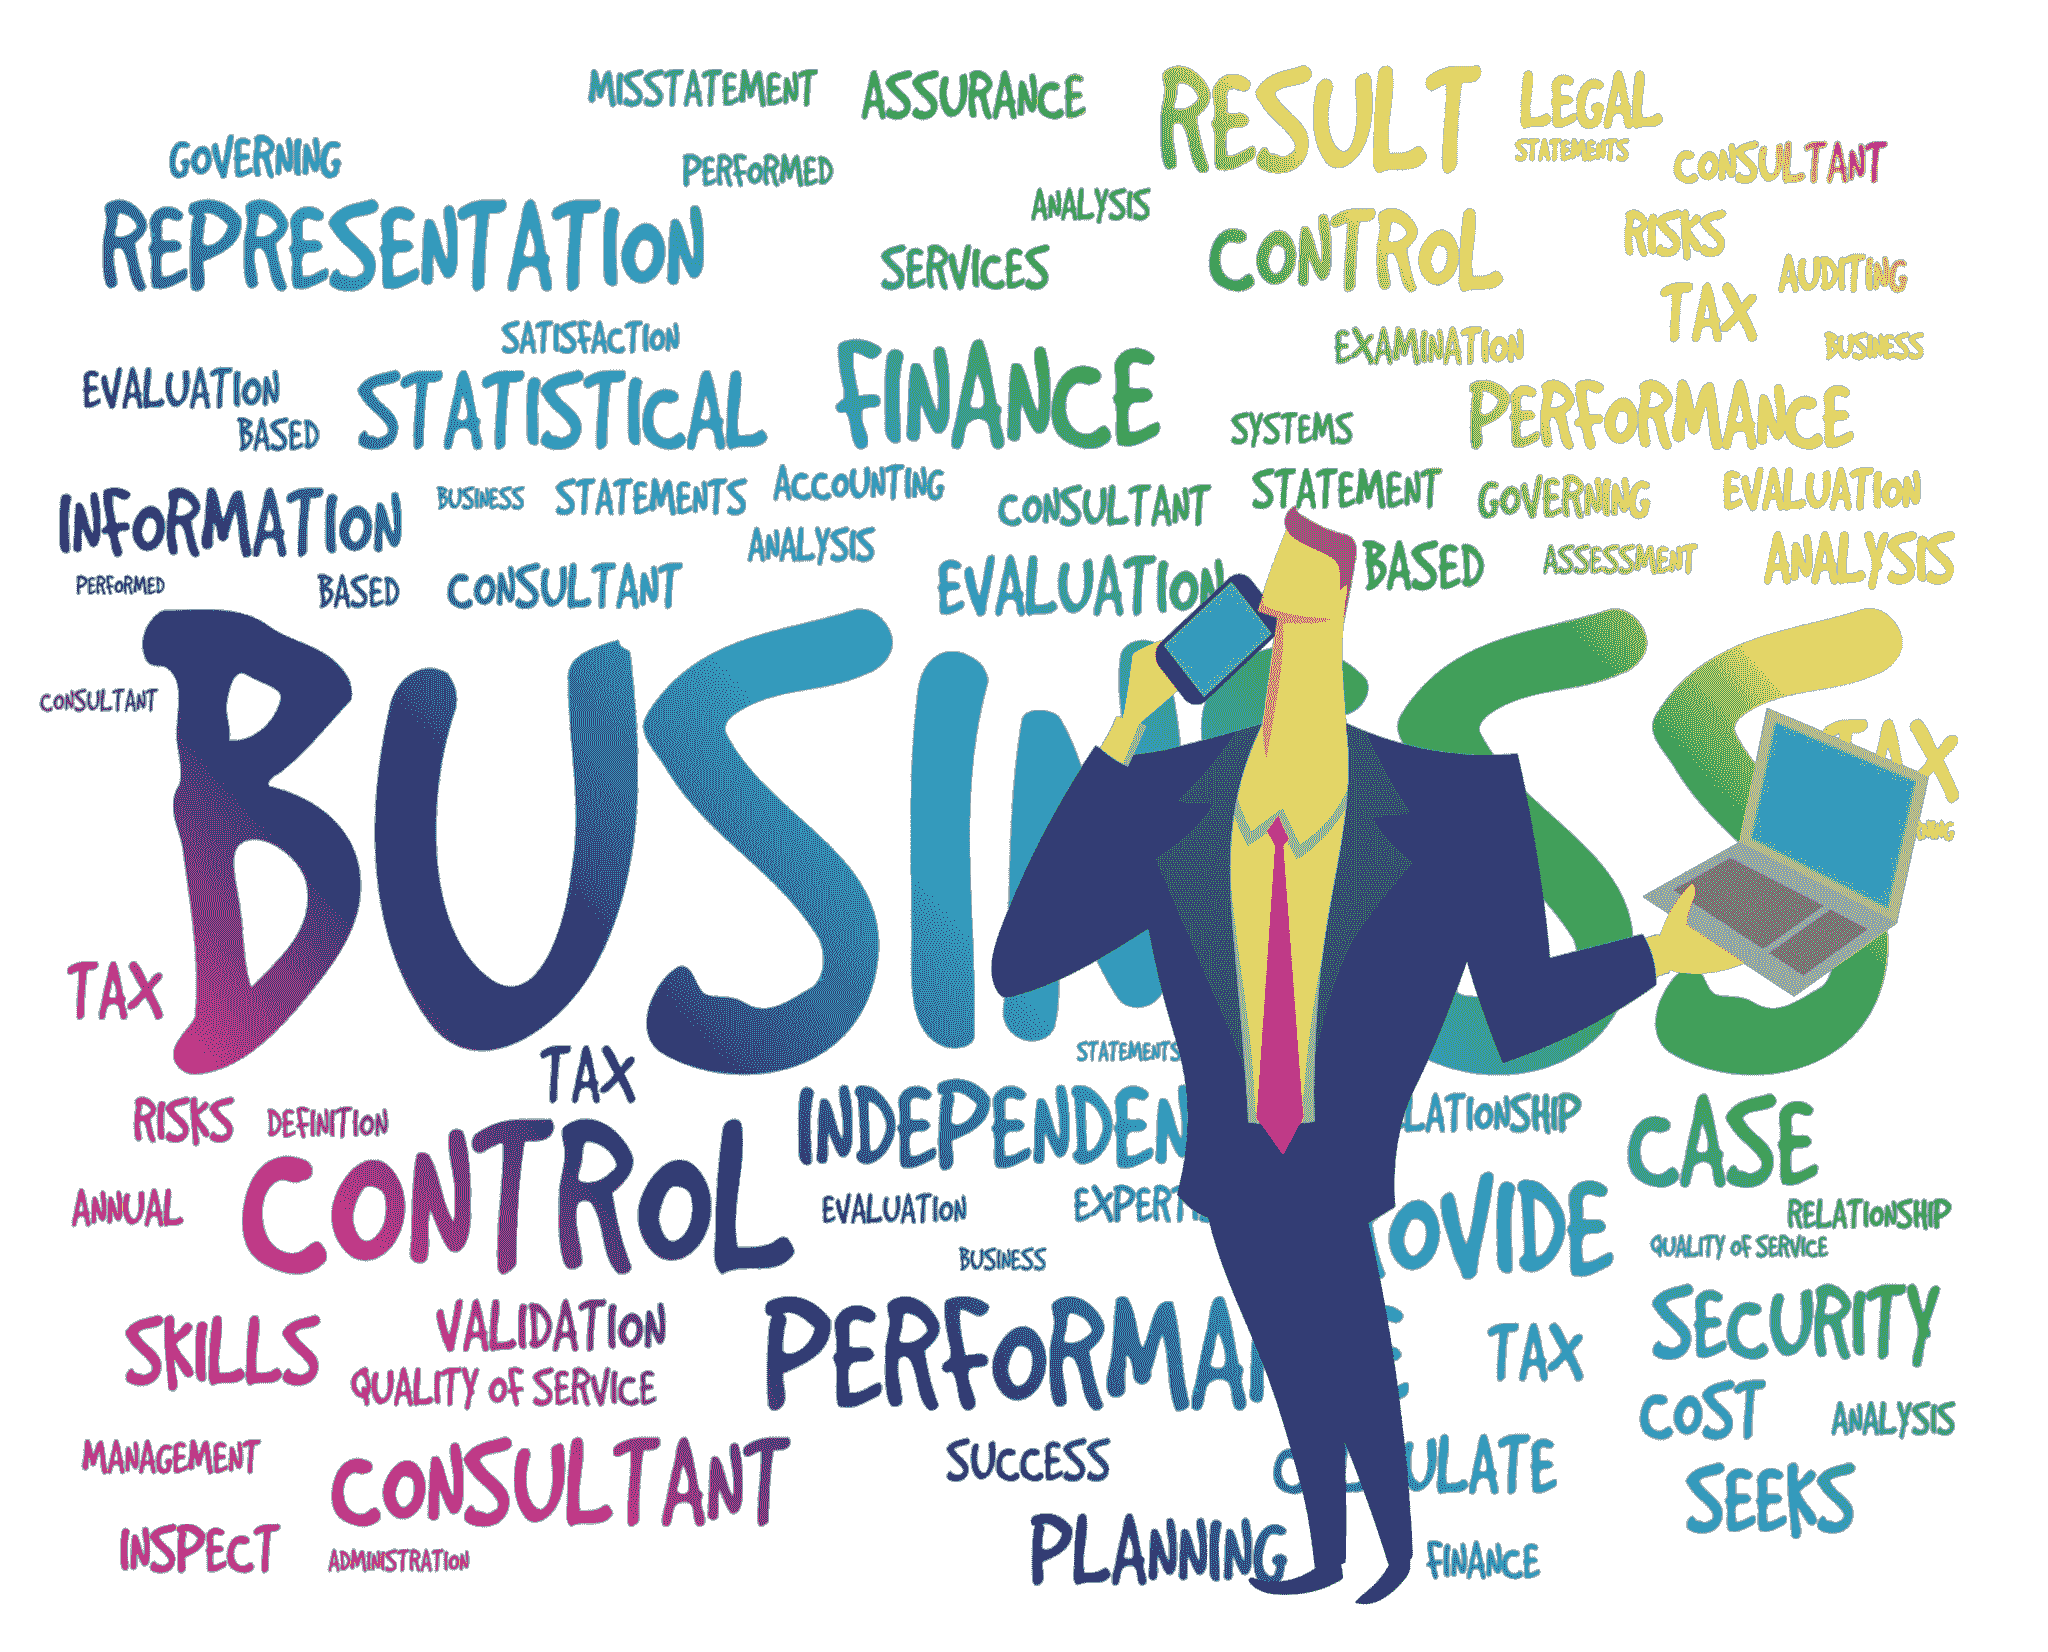 MISSTATEMENT ASSURANCE RESULT LEGAL
STATEMENTS
GOVERNING PERFORMED CONSULTANT
ANALYSIS
REPRESENTATION SERVICES CONTROL RISKS
AUDITING
TAX
SATISFACTION FINANCE EXAMINATION BUSINESS
EVALUATION STATISTICAL PERFORMANCE
BASED SYSTEMS
INFORMATION BUSINESS STATEMENTS ACCOUNTING CONSULTANT STATEMENT GOVERNING EVALUATION
ANALYSIS
PERFORMED BASED CONSULTANT EVALUATION BASED ASSESSMENT ANALYSIS
BUSINESS
CONSULTANT
TAX
TAX
TAX STATEMENTS
RISKS DEFINITION INDEPENDEN LATIONSHIP CASE
CONTROL
ANNUAL EVALUATION EXPERTIS OVIDE RELATIONSHIP
QUALITY OF SERVICE
BUSINESS
SKILLS VALIDATION PERFORMANCE TAX SECURITY
QUALITY OF SERVICE COST ANALYSIS
MANAGEMENT CONSULTANT SUCCESS ULATE SEEKS
INSPECT ADMINISTRATION PLANNING FINANCE